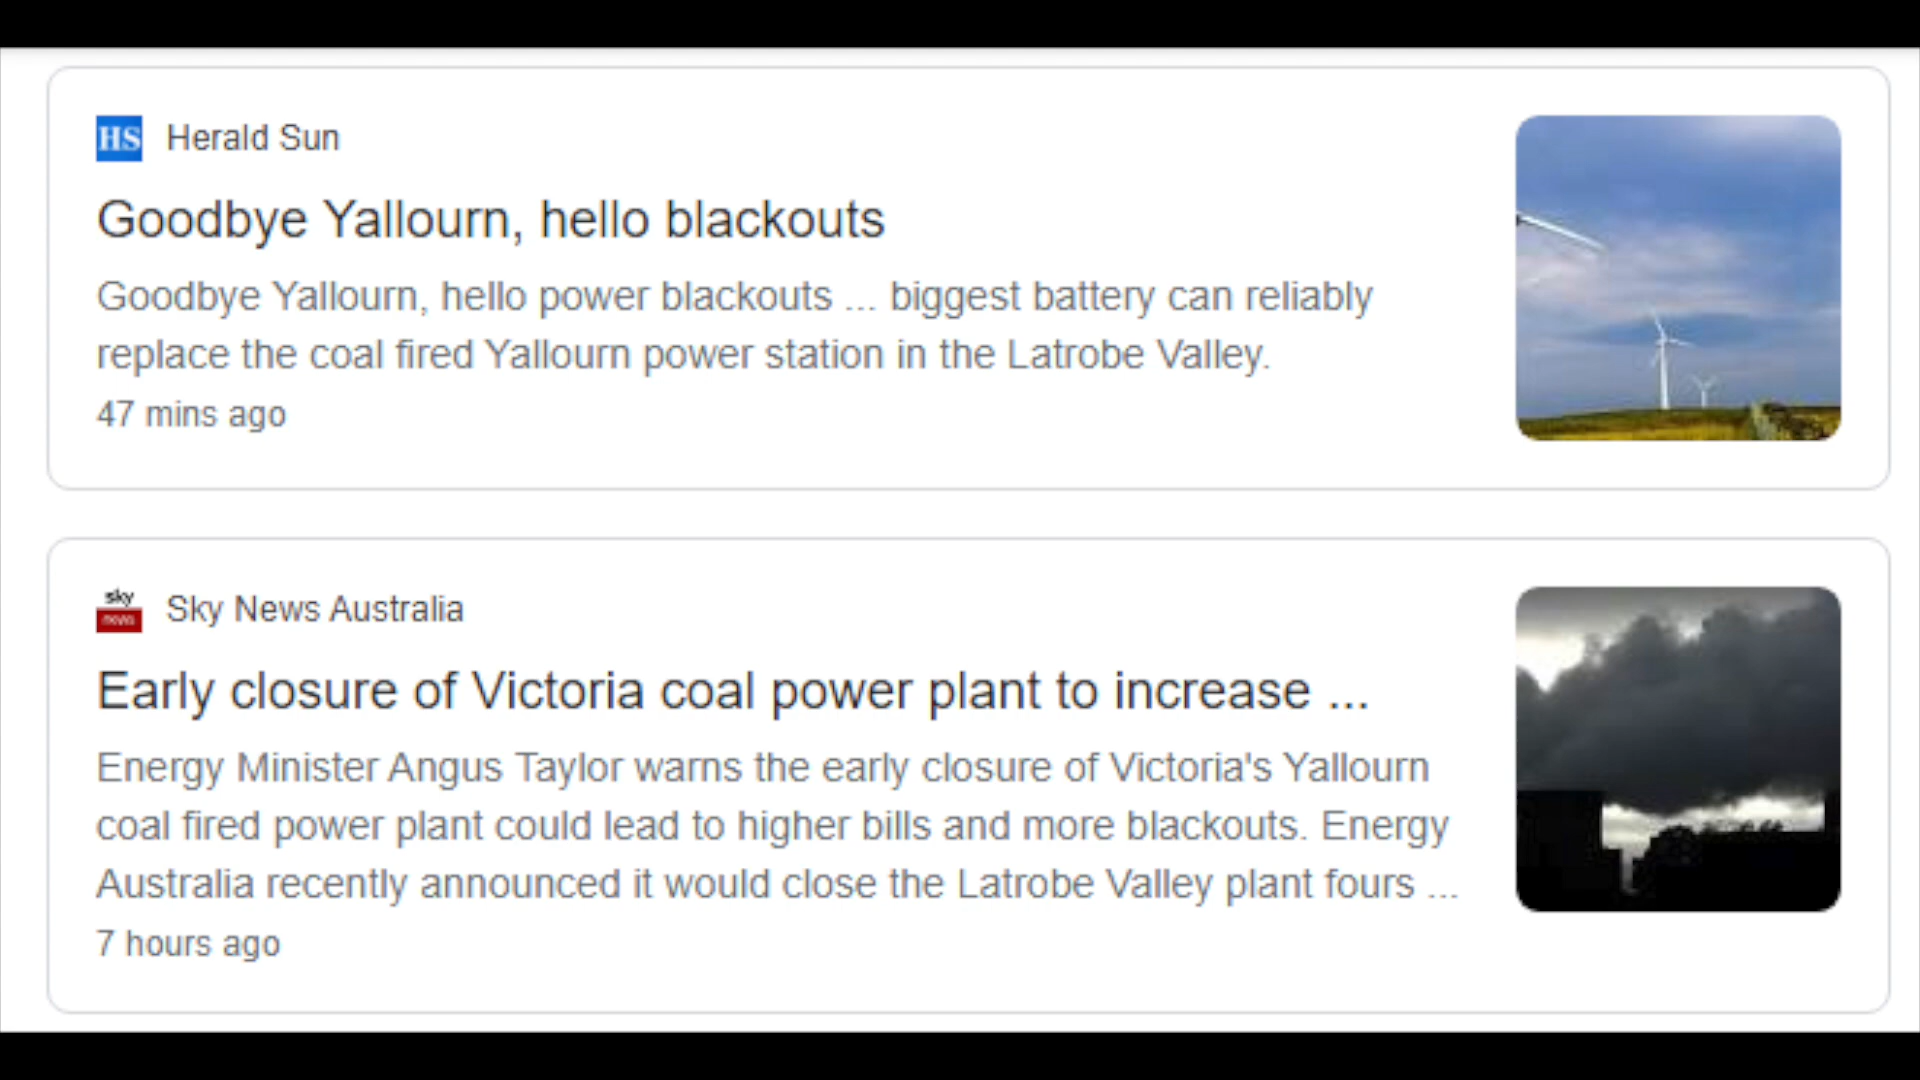 HS Herald Sun
Goodbye Yallourn, hello blackouts
Goodbye Yallourn, hello power blackouts ... biggest battery can reliably
replace the coal fired Yallourn power station in the Latrobe Valley.
47 mins ago
sky
news
Sky News Australia
Early closure of Victoria coal power plant to increase ...
Energy Minister Angus Taylor warns the early closure of Victoria's Yallourn
coal fired power plant could lead to higher bills and more blackouts. Energy
Australia recently announced it would close the Latrobe Valley plant fours ...
7 hours ago